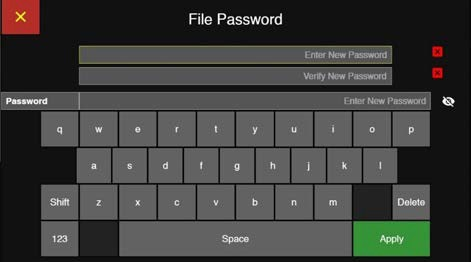 File Password
Enter New Password
Verify New Password
Password Enter New Password
q w e r t y u i o p
a s d f g h j k l
Shift z x c v b n m Delete
123 Space Apply